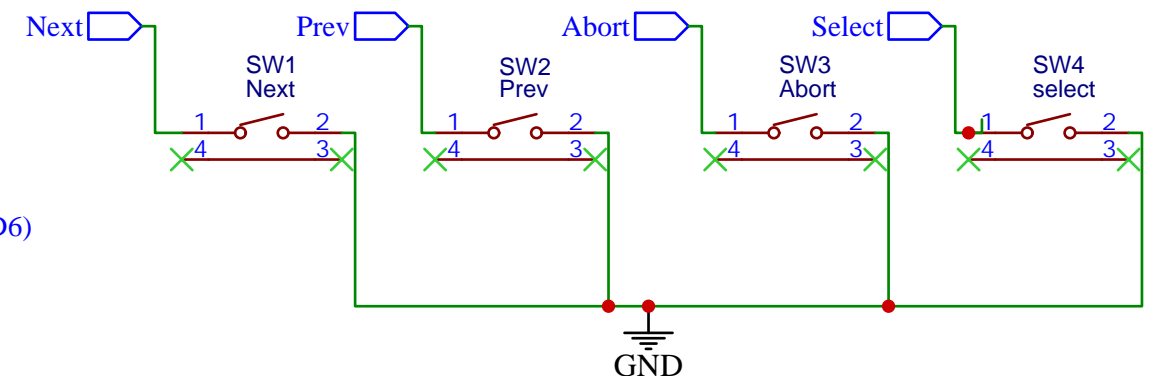 Next Prev Abort Select
SW1 SW2 SW3 SW4
Next Prev Abort select
1 2 1 2 1 2 1 2
4 3 4 3 4 3 4 3
D6)
GND